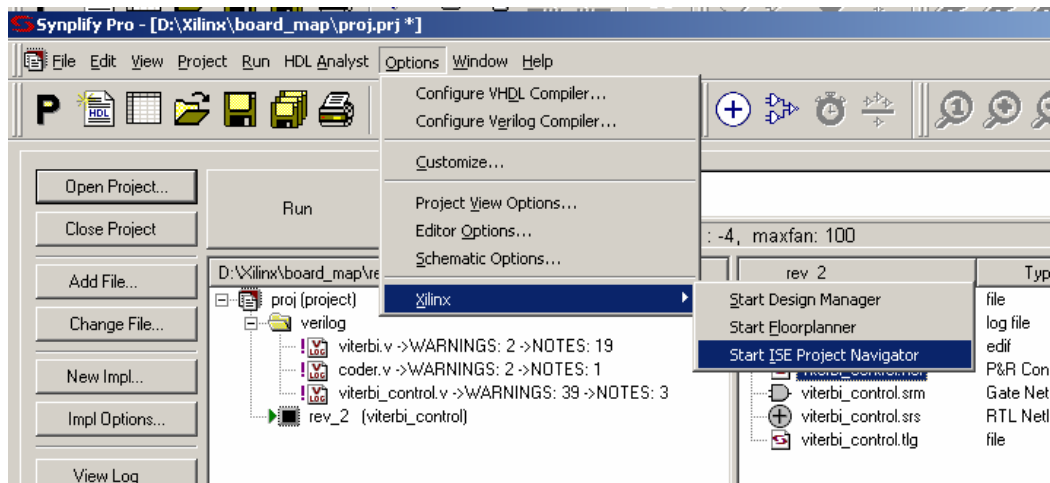 Synplify Pro - [D:\Xilinx\board_map\proj.prj *]
File Edit View Project Run HDL Analyst Options Window Help
P HDL
Configure VHDL Compiler...
Configure Verilog Compiler...
Customize...
Project View Options...
Editor Options...
Schematic Options...
Xilinx
Start Design Manager
Start Floorplanner
Start ISE Project Navigator
Open Project...
Close Project
Add File...
Change File...
New Impl...
Impl Options...
View Log
Run
: -4, maxfan: 100
D:\Xilinx\board_map\re
proj (project)
verilog
viterbi.v ->WARNINGS: 2 ->NOTES: 19
coder.v ->WARNINGS: 2 ->NOTES: 1
viterbi_control.v ->WARNINGS: 39 ->NOTES: 3
rev_2 (viterbi_control)
rev_2 Typ
file
log file
edif
P&R Con
viterbi_control.srm Gate Net
viterbi_control.srs RTL Netl
viterbi_control.tlg file